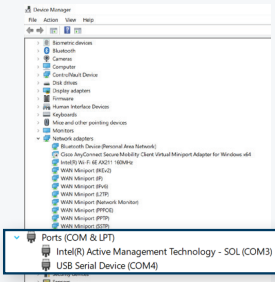 Device Manager
File Action View Help
Biometric devices
Bluetooth
Cameras
Computer
ControlVault Device
Disk drives
Display adapters
Firmware
Human Interface Devices
Keyboards
Mice and other pointing devices
Monitors
Network adapters
Bluetooth Device (Personal Area Network)
Cisco AnyConnect Secure Mobility Client Virtual Miniport Adapter for Windows x64
Intel(R) Wi-Fi 6E AX211 160MHz
WAN Miniport (IKEv2)
WAN Miniport (IP)
WAN Miniport (IPv6)
WAN Miniport (L2TP)
WAN Miniport (Network Monitor)
WAN Miniport (PPPOE)
WAN Miniport (PPTP)
WAN Miniport (SSTP)
Ports (COM & LPT)
Intel(R) Active Management Technology - SOL (COM3)
USB Serial Device (COM4)